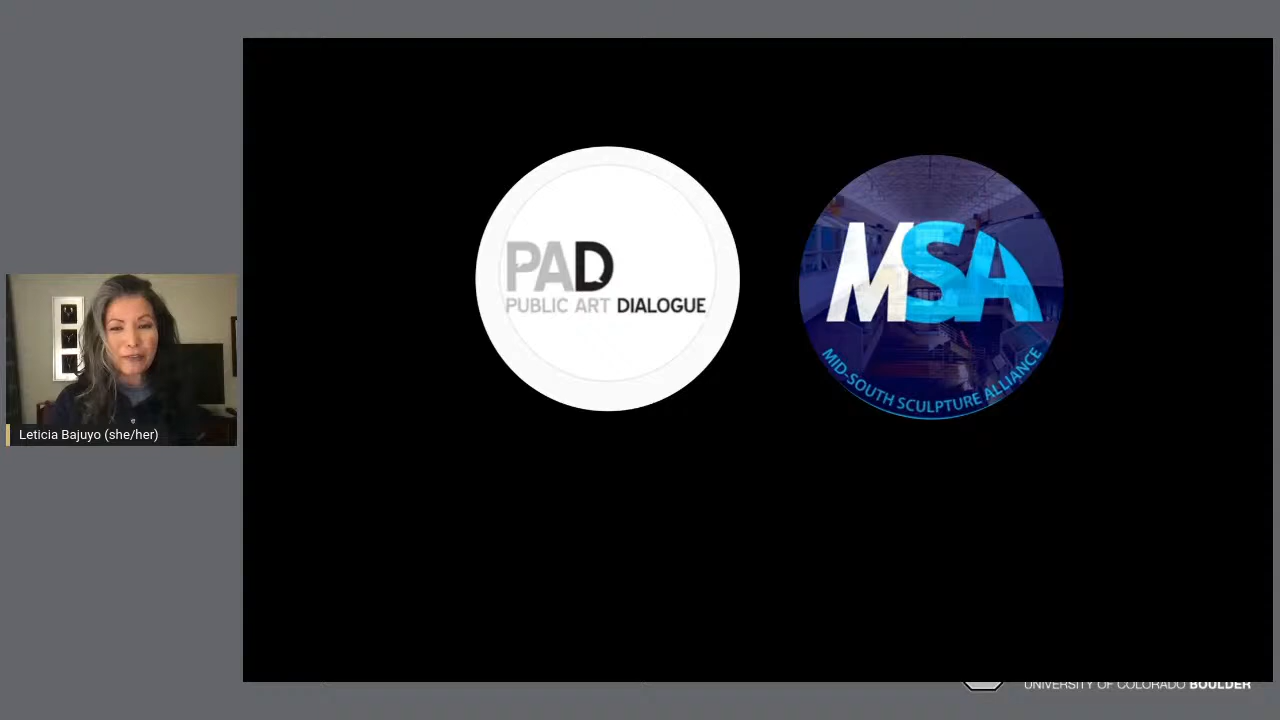 PAD
PUBLIC ART DIALOGUE
MSA
MID-SOUTH SCULPTURE ALLIANCE
Leticia Bajuyo (she/her)
UNIVERSITY OF COLORADO BOULDER